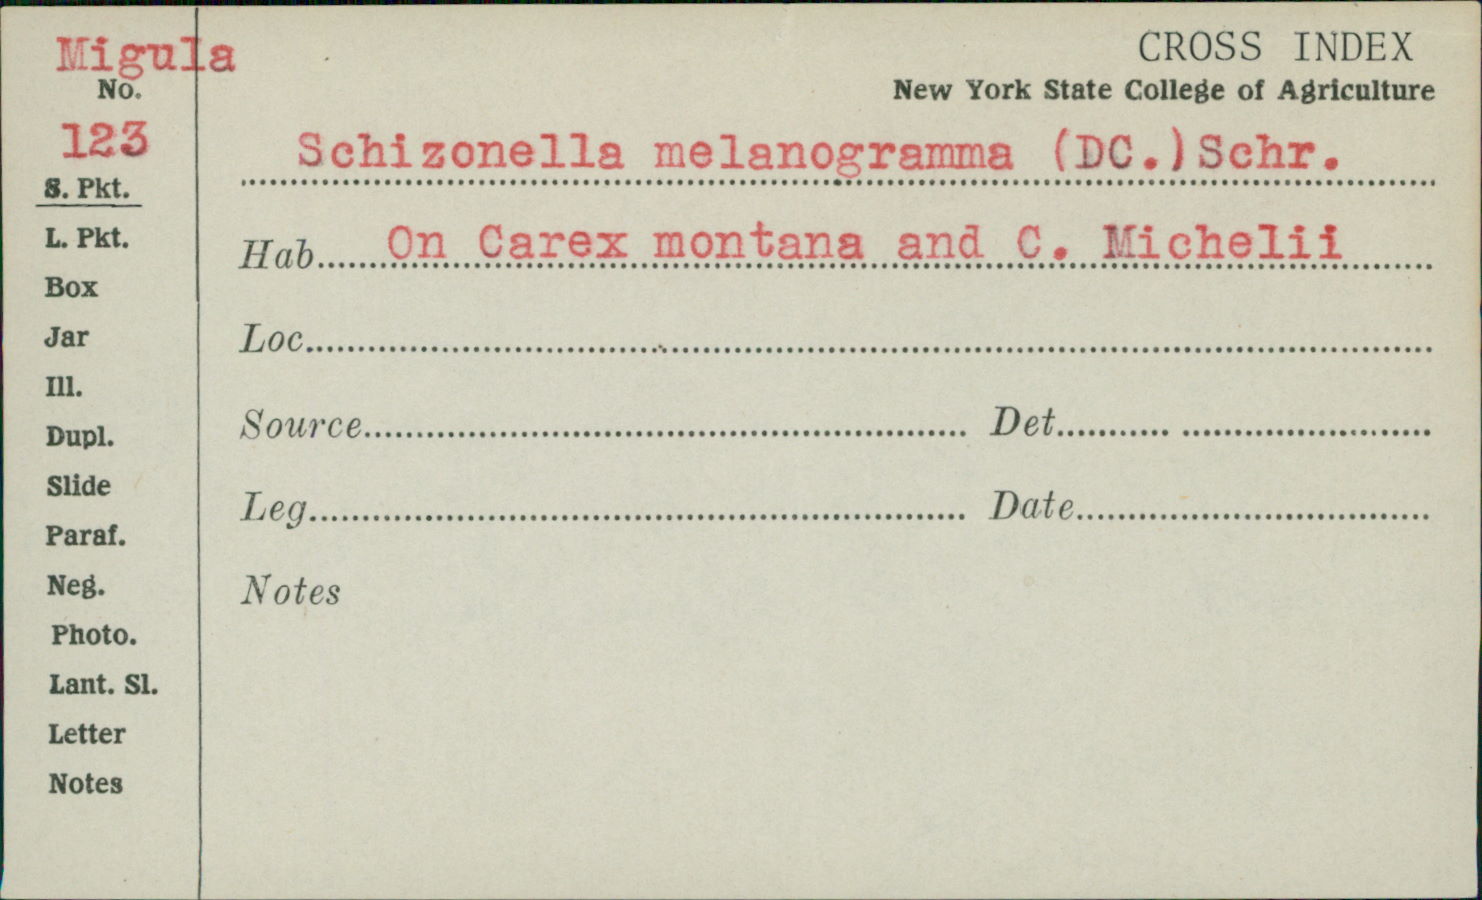 Migula
No.
123
S. Pkt.
L. Pkt.
Box
Jar
Ill.
Dupl.
Slide
Paraf.
Neg.
Photo.
Lant. Sl.
Letter
Notes
CROSS INDEX
New York State College of Agriculture
Schizonella melanogramma (DC.)Schr.
Hab. On Carex montana and C. Michelii
Loc.
Source Det.
Leg. Date
Notes